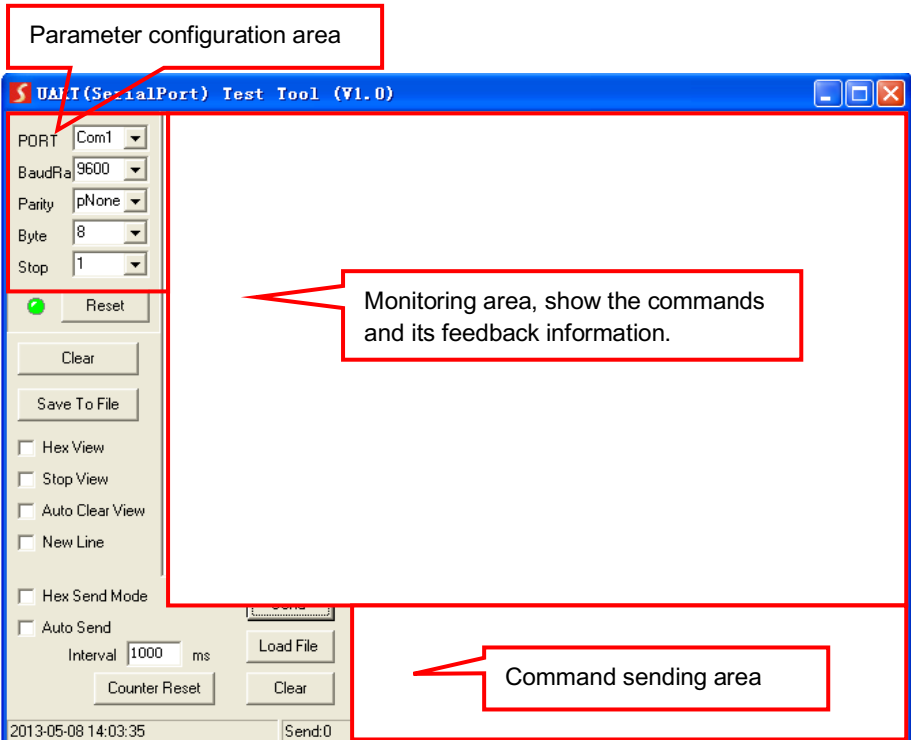 Parameter configuration area
UART(SerialPort) Test Tool (V1.0)
PORT Com1
BaudRa 9600
Parity pNone
Byte 8
Stop 1
Reset
Monitoring area, show the commands
and its feedback information.
Clear
Save To File
Hex View
Stop View
Auto Clear View
New Line
Hex Send Mode
Send
Auto Send
Interval 1000 ms
Load File
Command sending area
Counter Reset
Clear
2013-05-08 14:03:35
Send:0